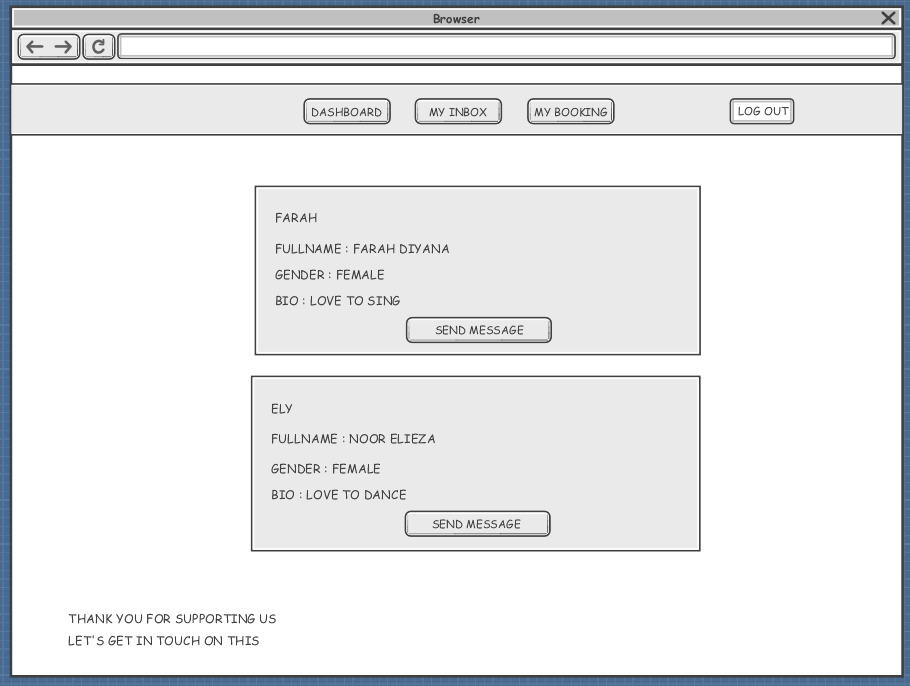 Browser
DASHBOARD MY INBOX MY BOOKING LOG OUT
FARAH
FULLNAME : FARAH DIYANA
GENDER : FEMALE
BIO : LOVE TO SING
SEND MESSAGE
ELY
FULLNAME : NOOR ELIEZA
GENDER : FEMALE
BIO : LOVE TO DANCE
SEND MESSAGE
THANK YOU FOR SUPPORTING US
LET'S GET IN TOUCH ON THIS